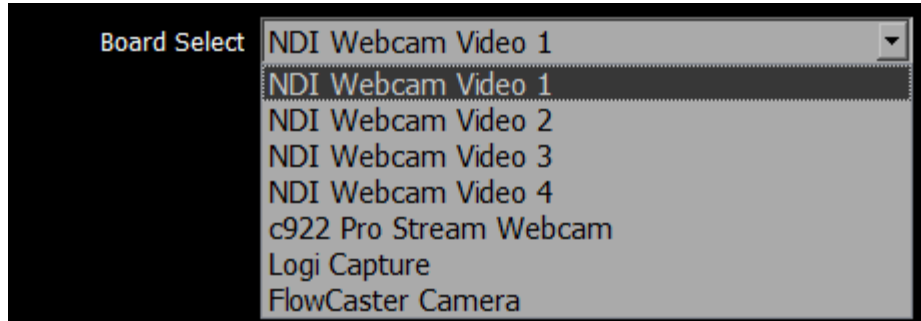 Board Select NDI Webcam Video 1
NDI Webcam Video 1
NDI Webcam Video 2
NDI Webcam Video 3
NDI Webcam Video 4
c922 Pro Stream Webcam
Logi Capture
FlowCaster Camera